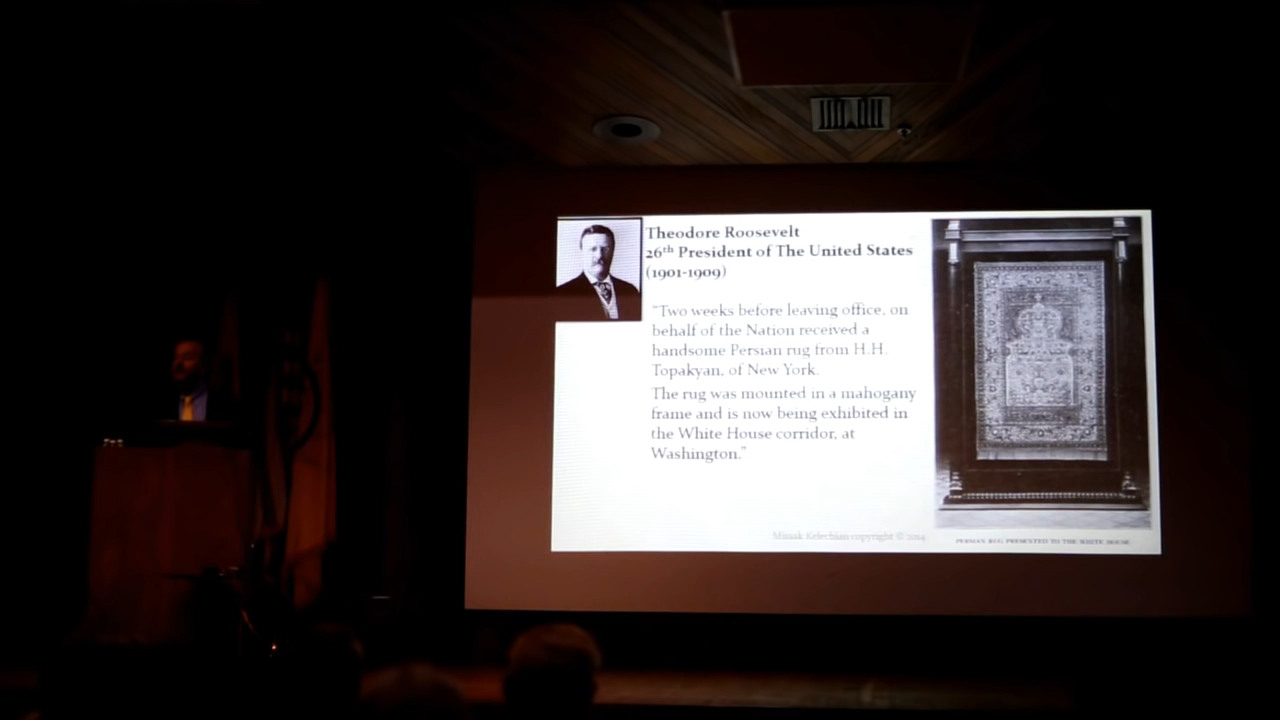 Theodore Roosevelt
26th President of The United States
(1901-1909)
"Two weeks before leaving office, on
behalf of the Nation received a
handsome Persian rug from H.H.
Topakyan, of New York.
The rug was mounted in a mahogany
frame and is now being exhibited in
the White House corridor, at
Washington."
copyright © 2014
PERSIAN RUG PRESENTED TO THE WHITE HOUSE